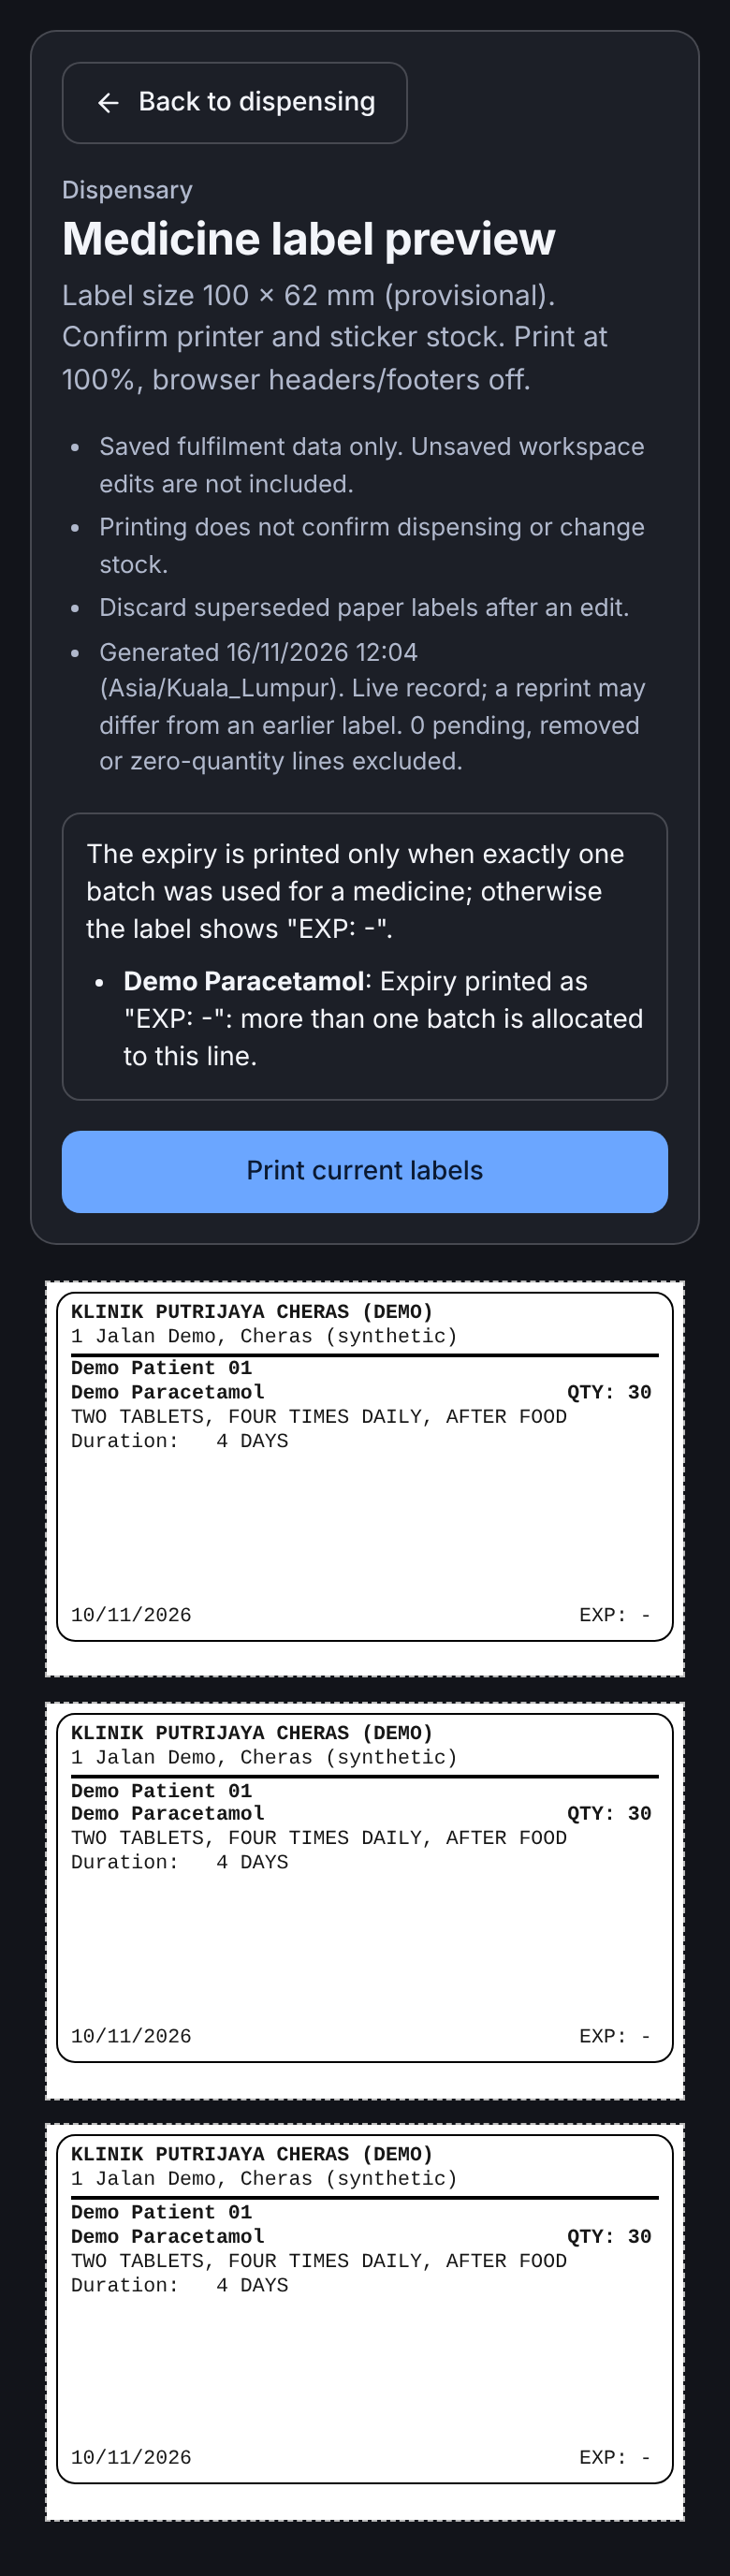 ← Back to dispensing
Dispensary
Medicine label preview
Label size 100 × 62 mm (provisional).
Confirm printer and sticker stock. Print at
100%, browser headers/footers off.
• Saved fulfilment data only. Unsaved workspace
edits are not included.
• Printing does not confirm dispensing or change
stock.
• Discard superseded paper labels after an edit.
• Generated 16/11/2026 12:04
(Asia/Kuala_Lumpur). Live record; a reprint may
differ from an earlier label. 0 pending, removed
or zero-quantity lines excluded.
The expiry is printed only when exactly one
batch was used for a medicine; otherwise
the label shows "EXP: -".
• Demo Paracetamol: Expiry printed as
"EXP: -": more than one batch is allocated
to this line.
Print current labels
KLINIK PUTRIJAYA CHERAS (DEMO)
1 Jalan Demo, Cheras (synthetic)
Demo Patient 01
Demo Paracetamol QTY: 30
TWO TABLETS, FOUR TIMES DAILY, AFTER FOOD
Duration: 4 DAYS
10/11/2026 EXP: -
KLINIK PUTRIJAYA CHERAS (DEMO)
1 Jalan Demo, Cheras (synthetic)
Demo Patient 01
Demo Paracetamol QTY: 30
TWO TABLETS, FOUR TIMES DAILY, AFTER FOOD
Duration: 4 DAYS
10/11/2026 EXP: -
KLINIK PUTRIJAYA CHERAS (DEMO)
1 Jalan Demo, Cheras (synthetic)
Demo Patient 01
Demo Paracetamol QTY: 30
TWO TABLETS, FOUR TIMES DAILY, AFTER FOOD
Duration: 4 DAYS
10/11/2026 EXP: -